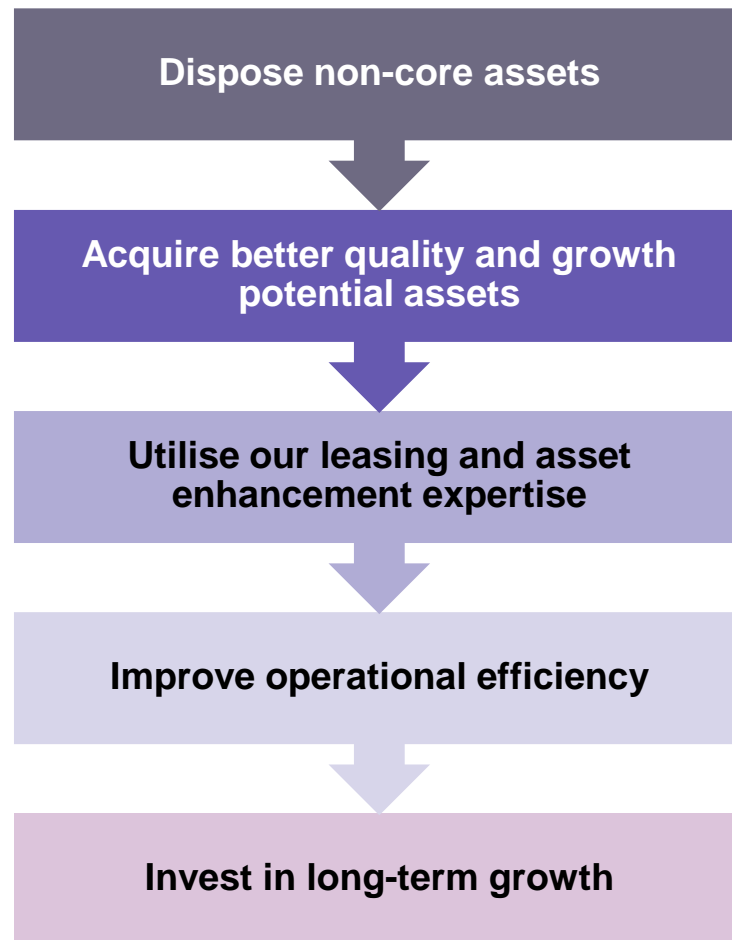 Dispose non-core assets
Acquire better quality and growth
potential assets
Utilise our leasing and asset
enhancement expertise
Improve operational efficiency
Invest in long-term growth